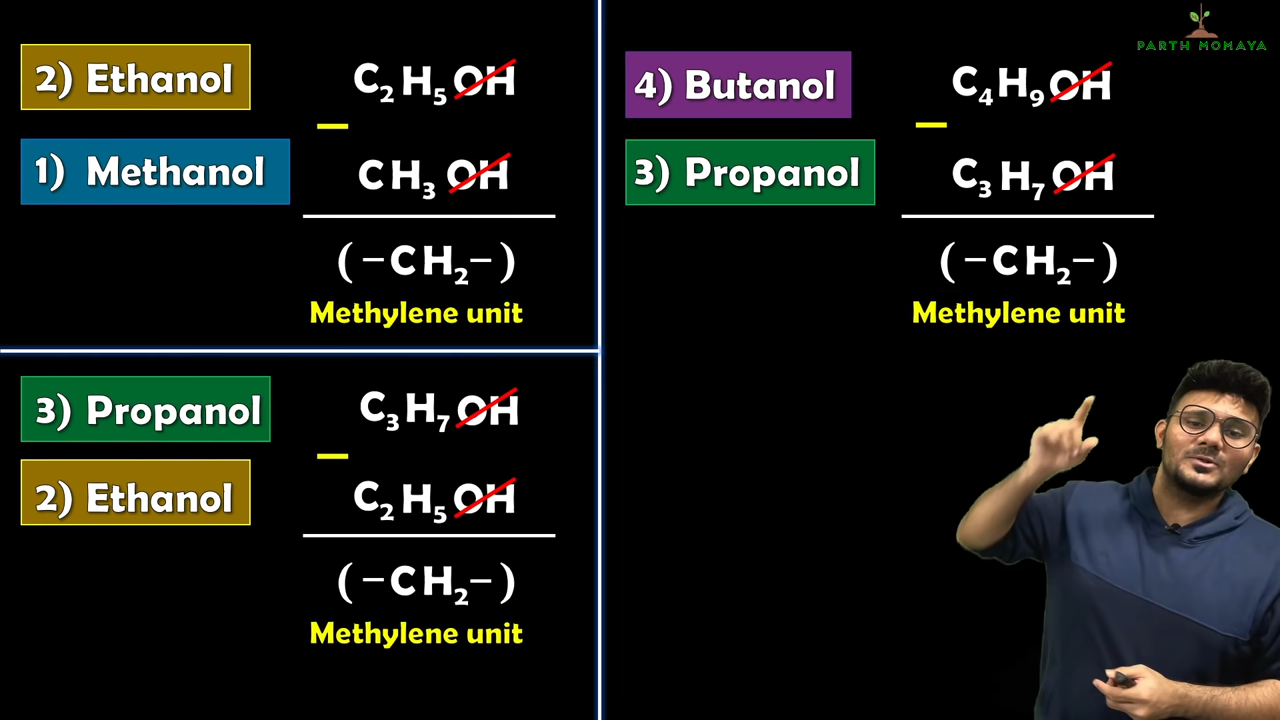 2) Ethanol
C₂H₅OH
–
1) Methanol
CH₃OH
(–CH₂–)
Methylene unit
3) Propanol
C₃H₇OH
–
2) Ethanol
C₂H₅OH
(–CH₂–)
Methylene unit
4) Butanol
C₄H₉OH
–
3) Propanol
C₃H₇OH
(–CH₂–)
Methylene unit
PARTH MOMAYA